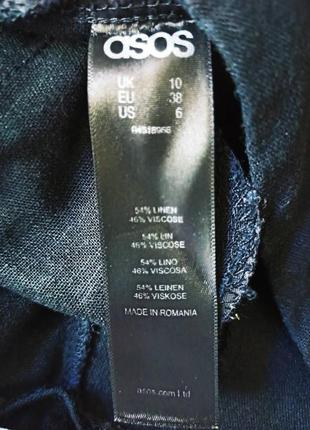 asos
UK 10
EU 38
US 6
54% LINEN
46% VISCOSE
54% LIN
46% VISCOSE
54% LINO
46% VISCOSA
54% LEINEN
46% VISKOSE
MADE IN ROMANIA
asos.com Ltd